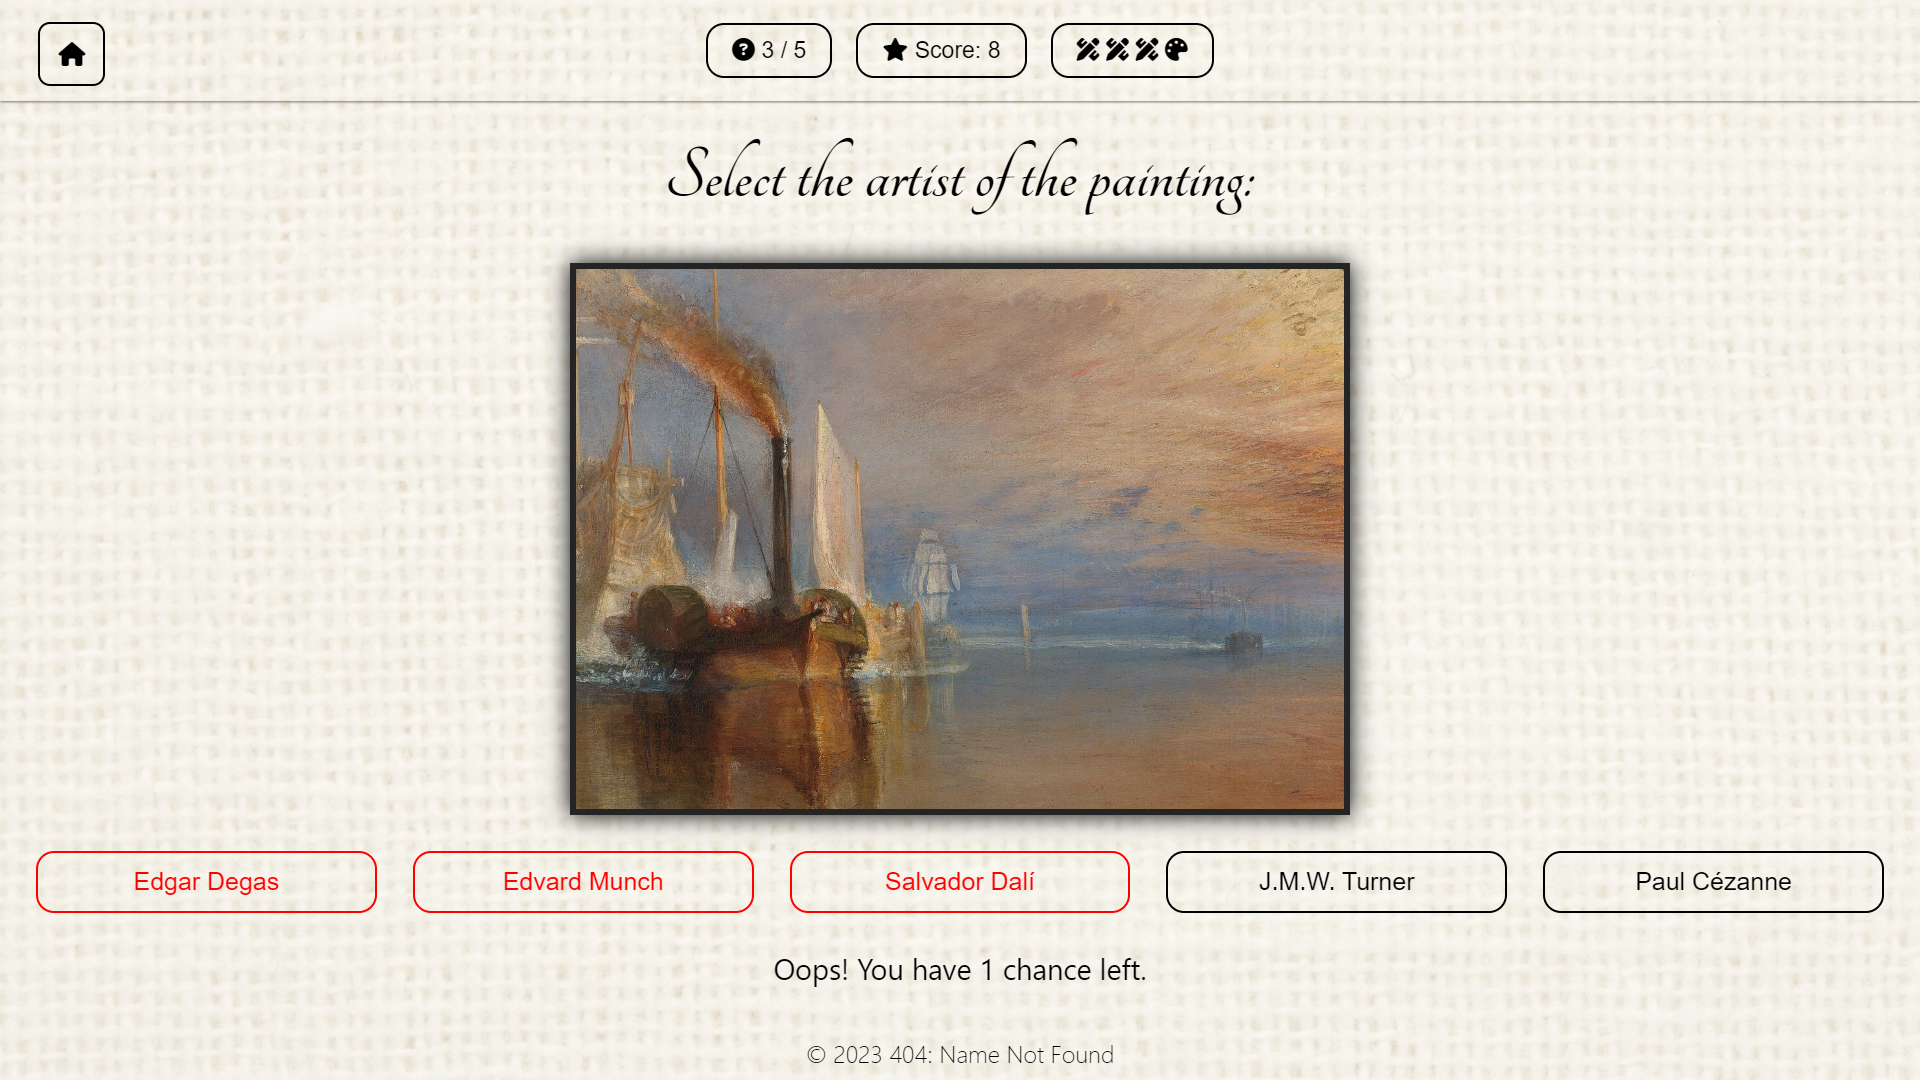 3 / 5
Score: 8
Select the artist of the painting:
Edgar Degas
Edvard Munch
Salvador Dalí
J.M.W. Turner
Paul Cézanne
Oops! You have 1 chance left.
© 2023 404: Name Not Found